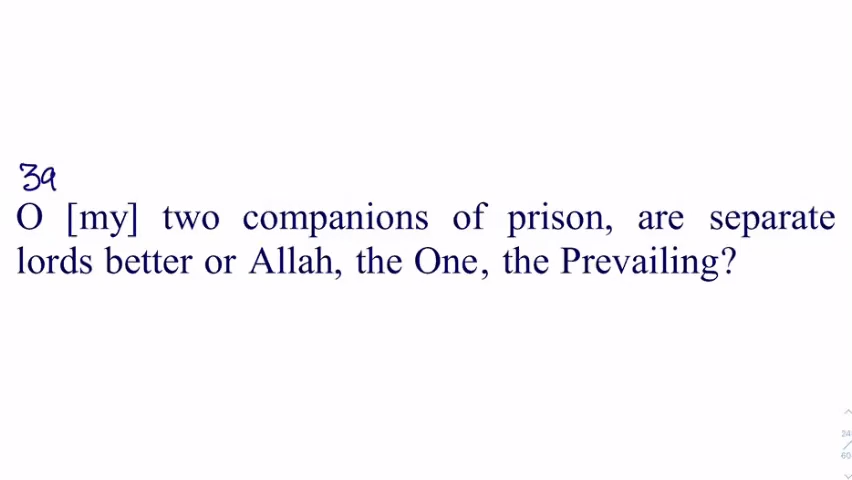 39
O [my] two companions of prison, are separate
lords better or Allah, the One, the Prevailing?
24
60